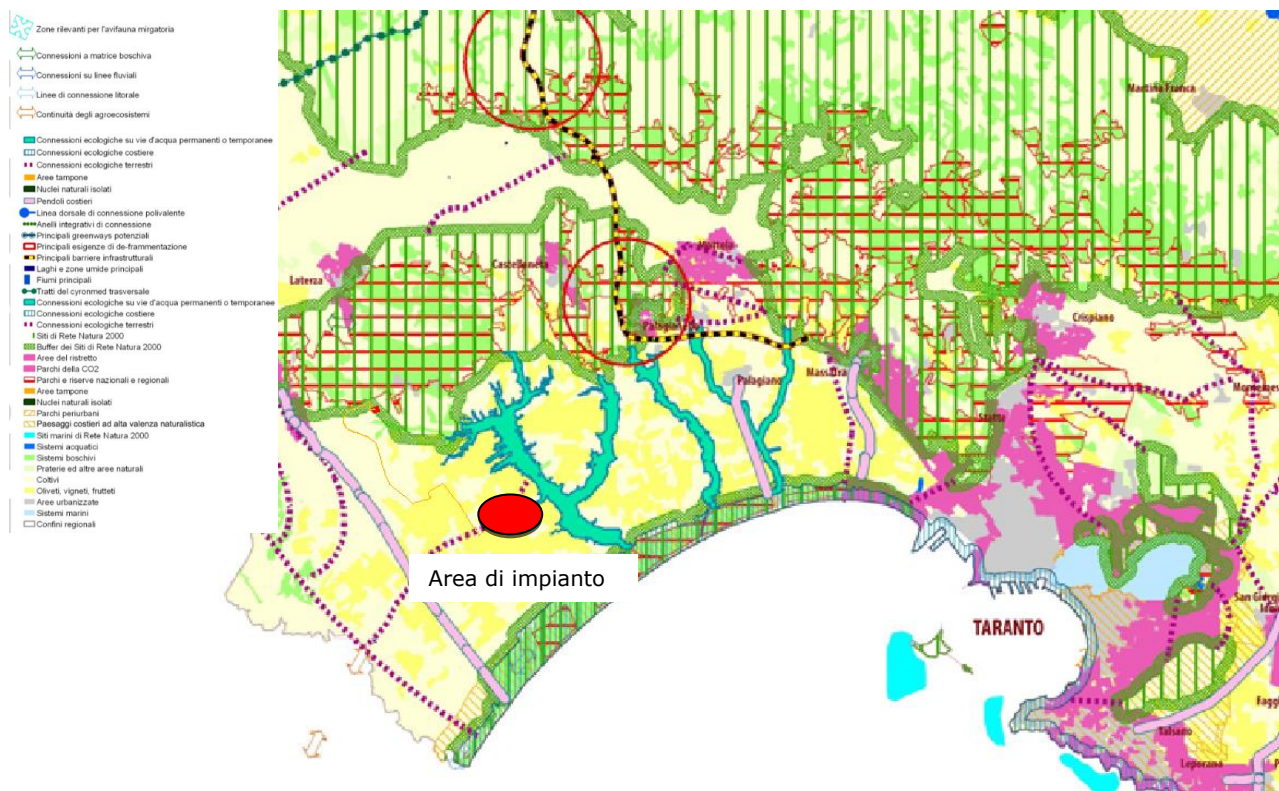 Zone rilevanti per l'avifauna mirgatoria
Connessioni a matrice boschiva
Connessioni su linee fluviali
Linee di connessione litorale
Continuità degli agroecosistemi
Connessioni ecologiche su vie d'acqua permanenti o temporanee
Connessioni ecologiche costiere
Connessioni ecologiche terrestri
Aree tampone
Nuclei naturali isolati
Pendoli costieri
Linea dorsale di connessione polivalente
Anelli integrativi di connessione
Principali greenways potenziali
Principali esigenze di de-frammentazione
Principali barriere infrastrutturali
Laghi e zone umide principali
Fiumi principali
Tratti del cyronmed trasversale
Connessioni ecologiche su vie d'acqua permanenti o temporanee
Connessioni ecologiche costiere
Connessioni ecologiche terrestri
Siti di Rete Natura 2000
Buffer dei Siti di Rete Natura 2000
Aree del ristretto
Parchi della CO2
Parchi e riserve nazionali e regionali
Aree tampone
Nuclei naturali isolati
Parchi periurbani
Paesaggi costieri ad alta valenza naturalistica
Siti marini di Rete Natura 2000
Sistemi acquatici
Sistemi boschivi
Praterie ed altre aree naturali
Coltivi
Oliveti, vigneti, frutteti
Aree urbanizzate
Sistemi marini
Confini regionali
Martina Franca
Mottola
Castellaneta
Laterza
Crispiano
Palagiano
Massafra
Statte
Area di impianto
TARANTO
San Giorgio
Talsano
Leporano